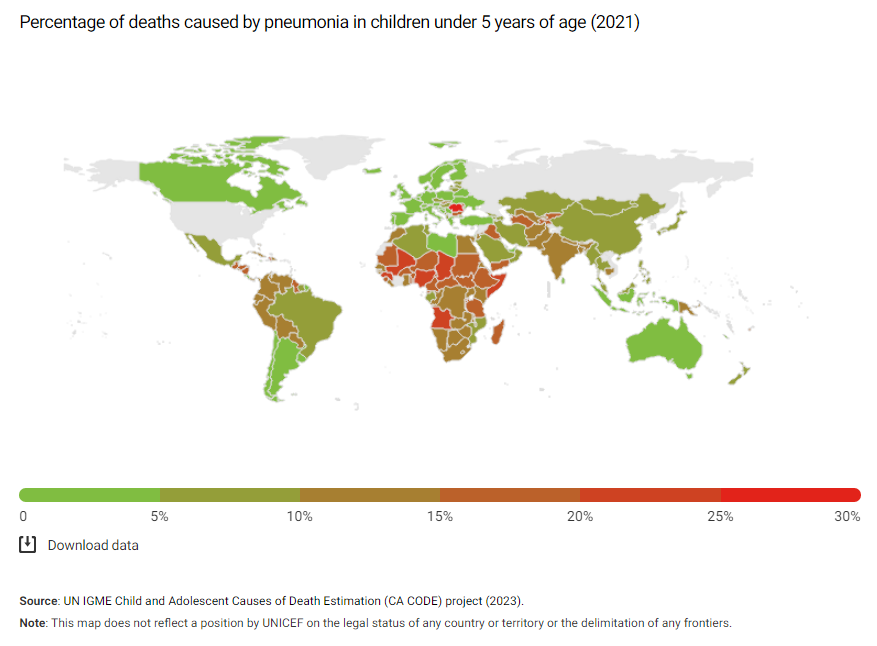 Percentage of deaths caused by pneumonia in children under 5 years of age (2021)
0 5% 10% 15% 20% 25% 30%
Download data
Source: UN IGME Child and Adolescent Causes of Death Estimation (CA CODE) project (2023).
Note: This map does not reflect a position by UNICEF on the legal status of any country or territory or the delimitation of any frontiers.